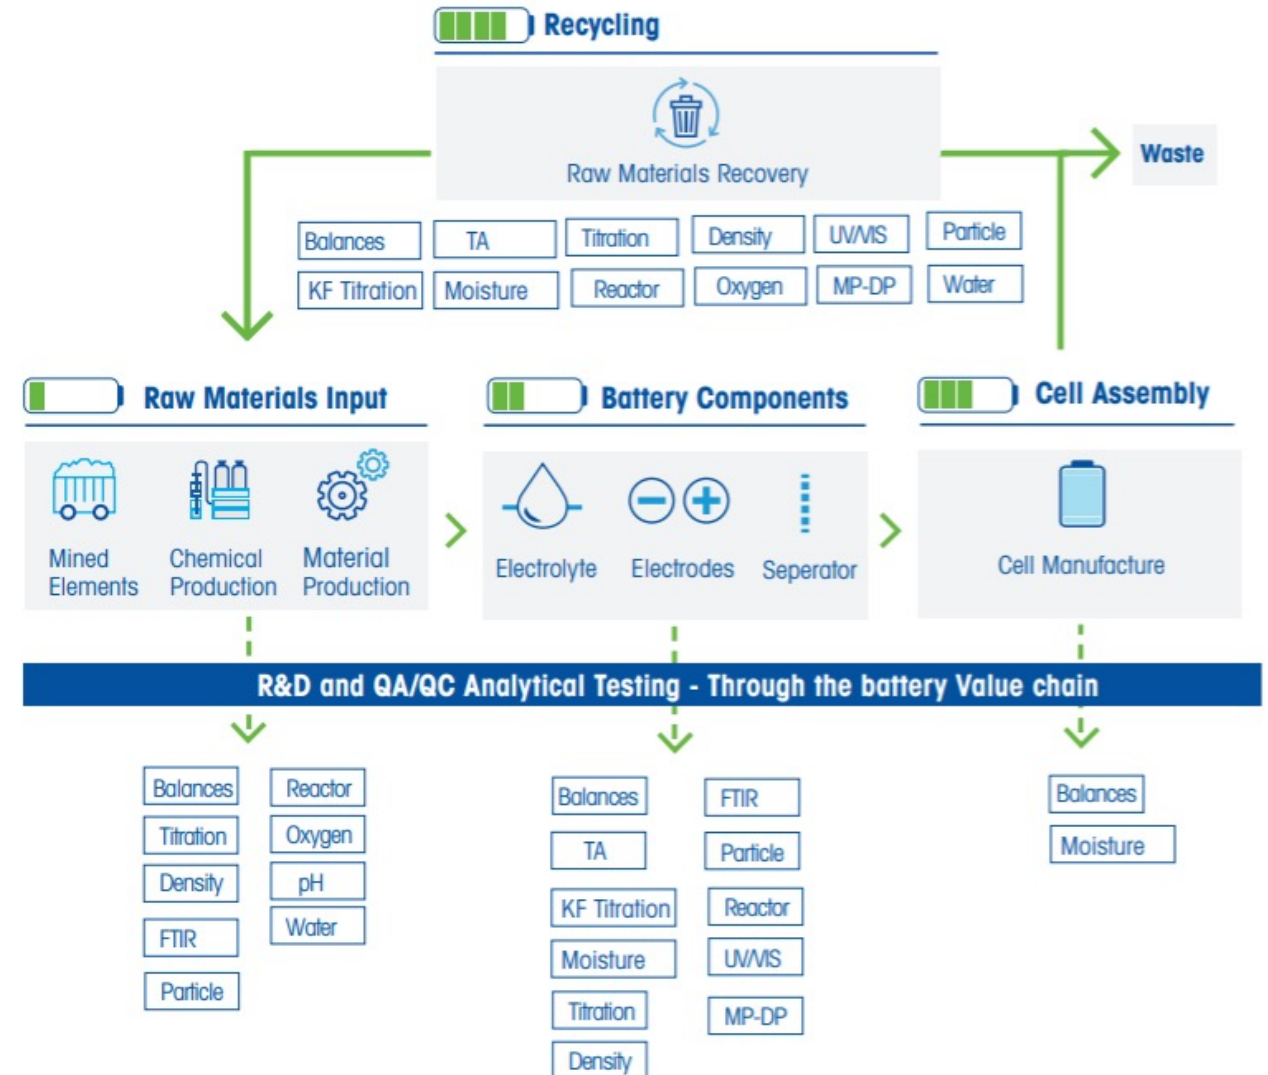 Recycling
Raw Materials Recovery
Waste
Balances
TA
Titration
Density
UV/VIS
Particle
KF Titration
Moisture
Reactor
Oxygen
MP-DP
Water
Raw Materials Input
Battery Components
Cell Assembly
Mined
Elements
Chemical
Production
Material
Production
Electrolyte
Electrodes
Seperator
Cell Manufacture
R&D and QA/QC Analytical Testing - Through the battery Value chain
Balances
Reactor
Titration
Oxygen
Density
pH
FTIR
Water
Particle
Balances
FTIR
TA
Particle
KF Titration
Reactor
Moisture
UV/VIS
Titration
MP-DP
Density
Balances
Moisture